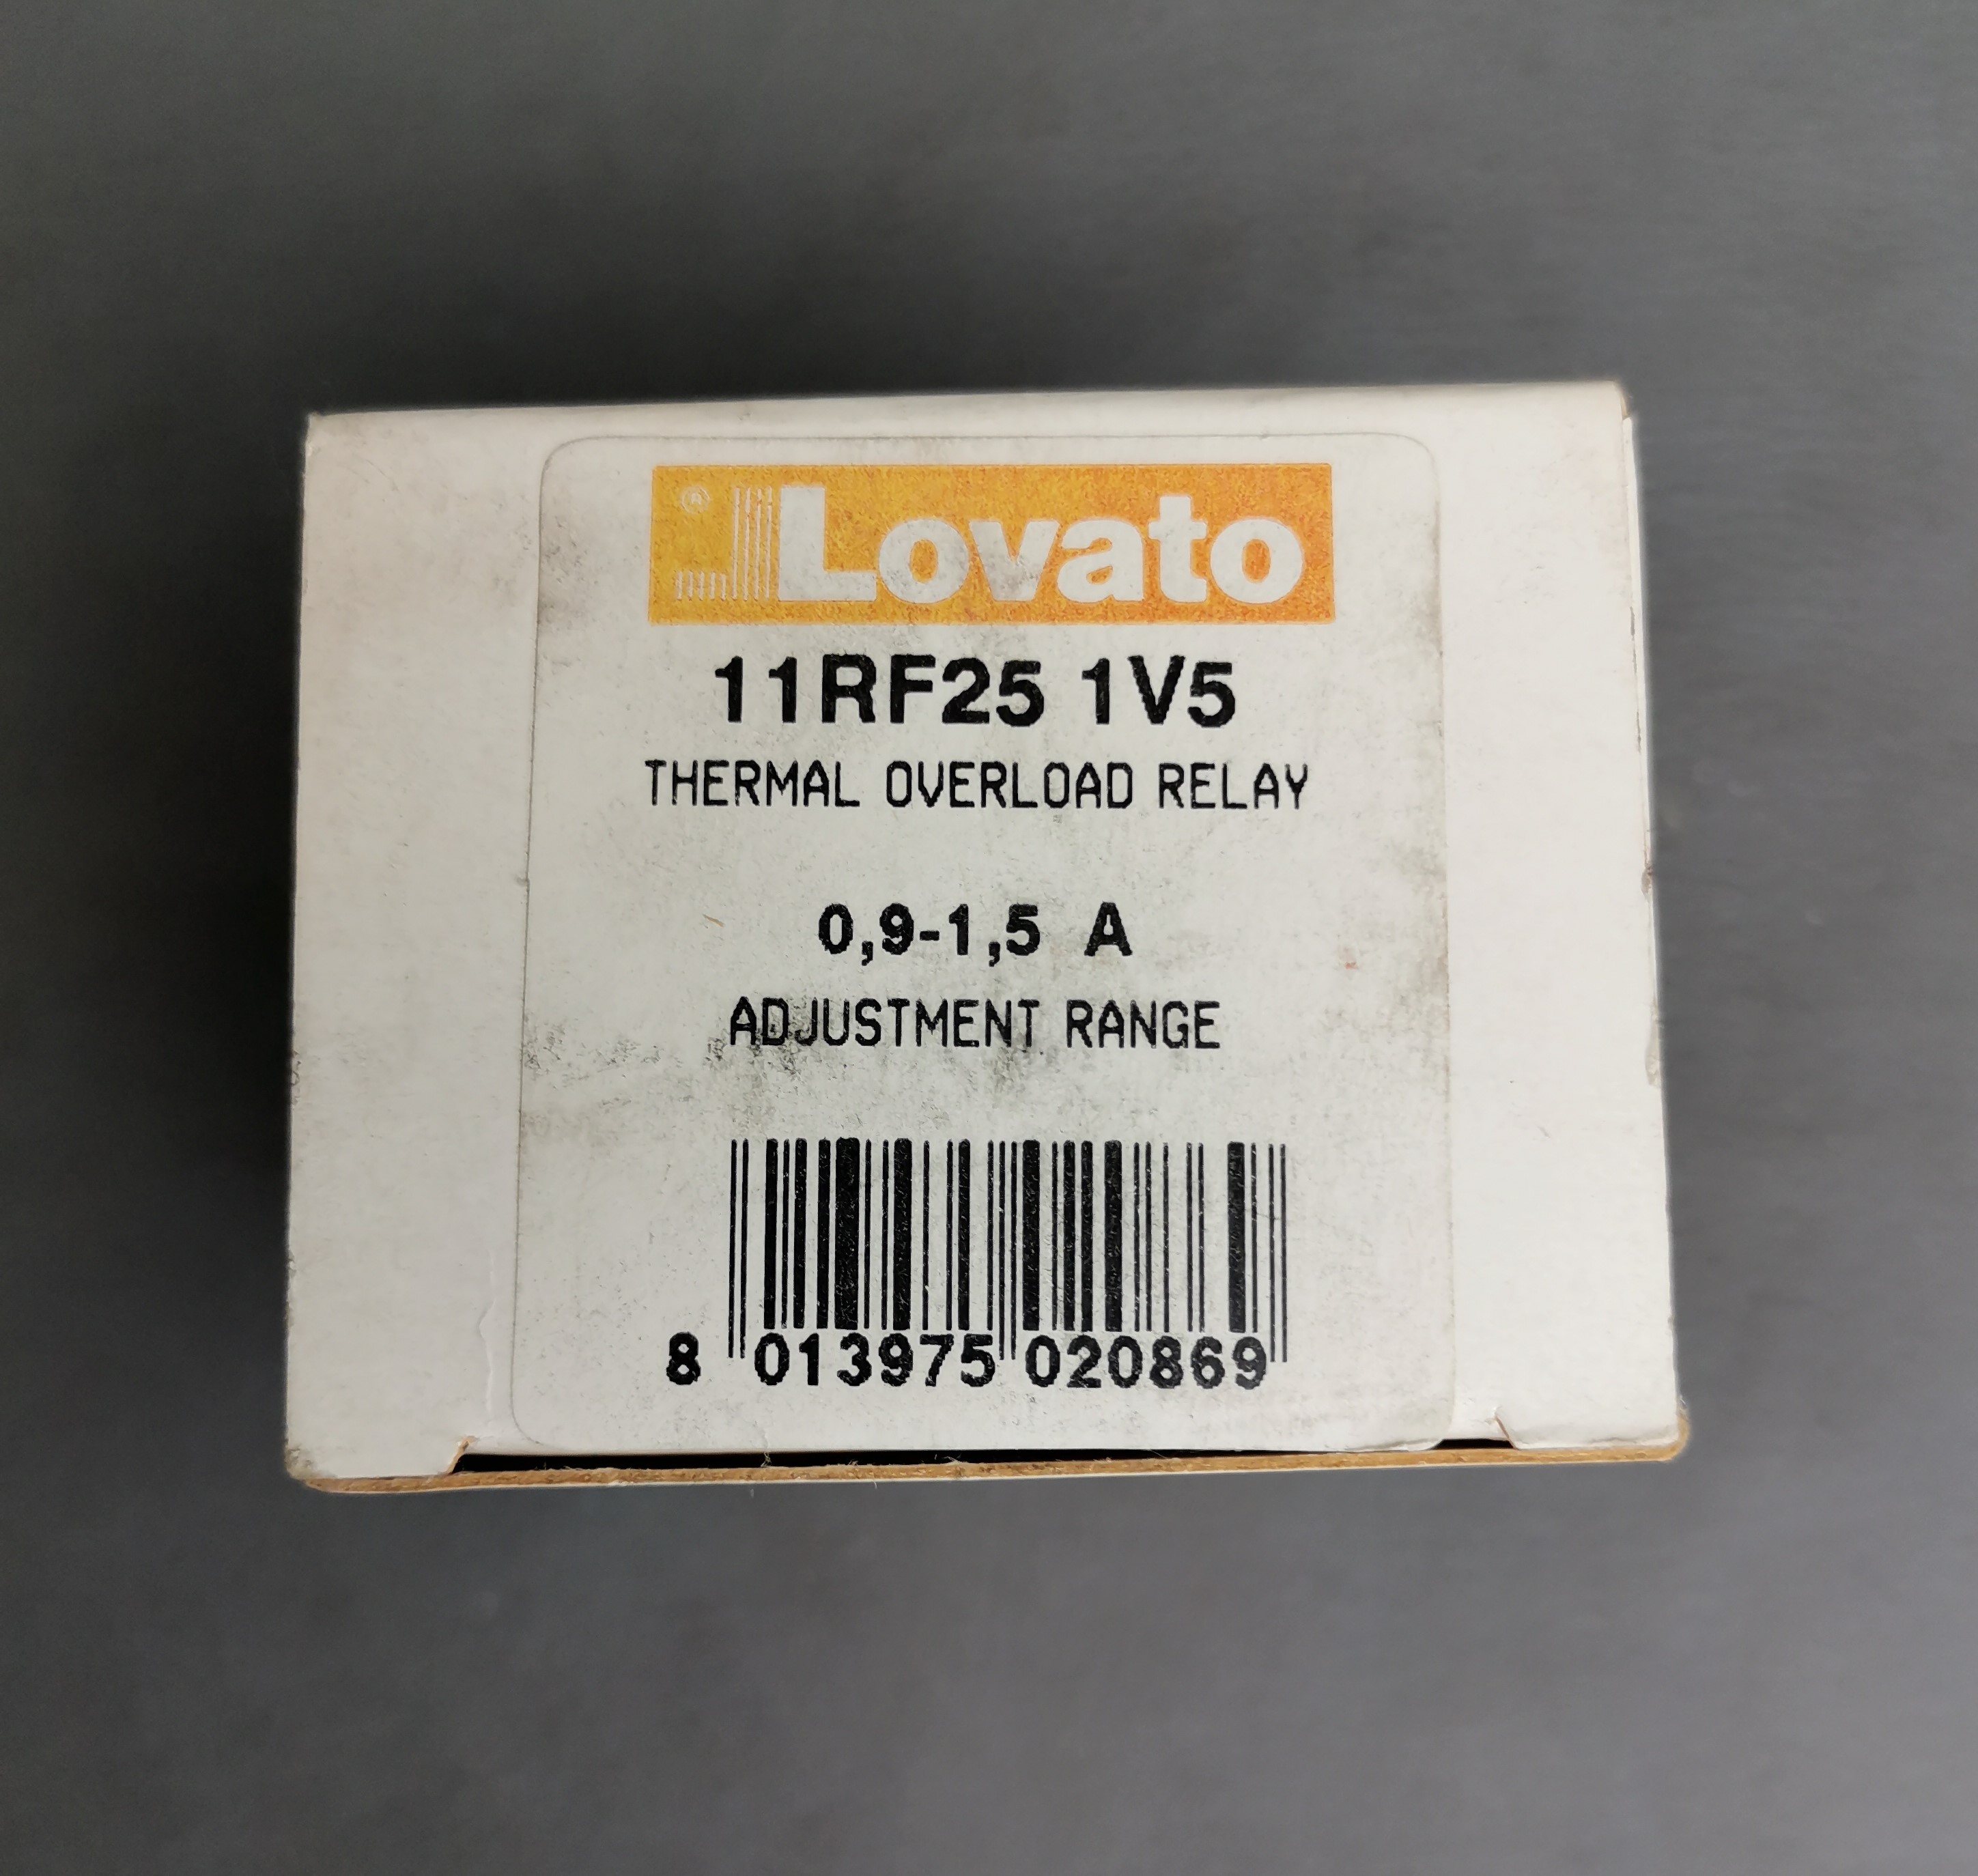 ® Lovato
11RF25 1V5
THERMAL OVERLOAD RELAY
0,9-1,5 A
ADJUSTMENT RANGE
8 013975 020869